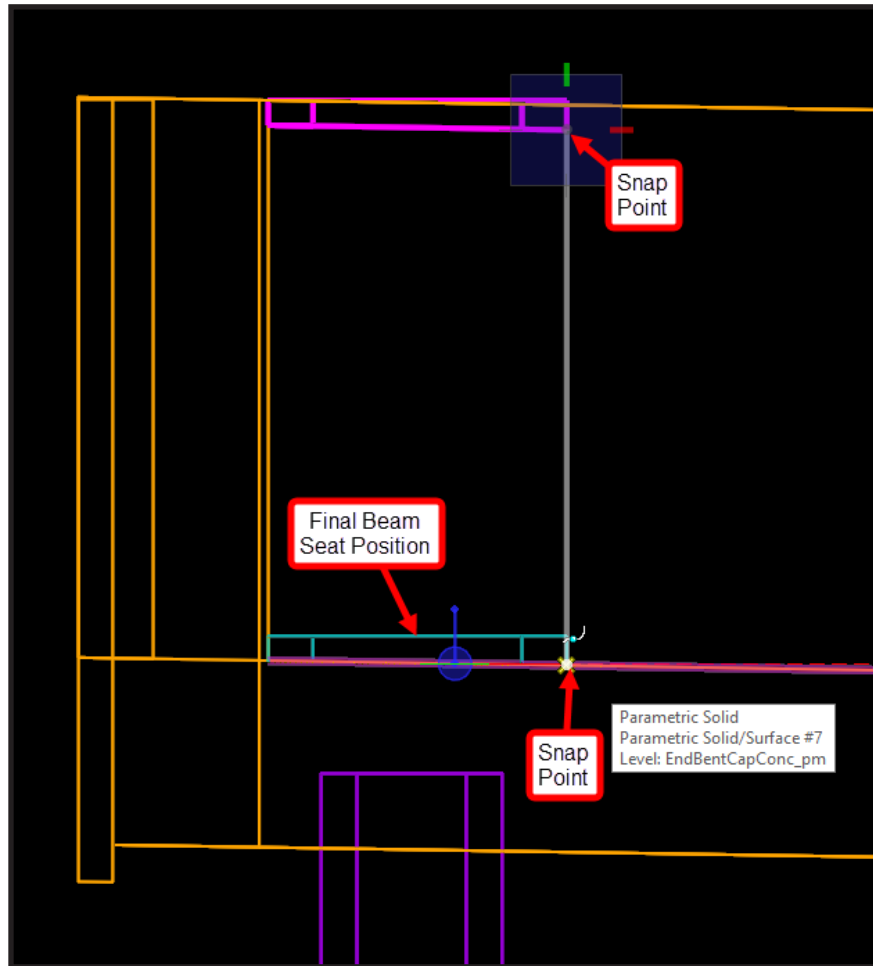 Snap
Point
Final Beam
Seat Position
Snap
Point
Parametric Solid
Parametric Solid/Surface #7
Level: EndBentCapConc_pm